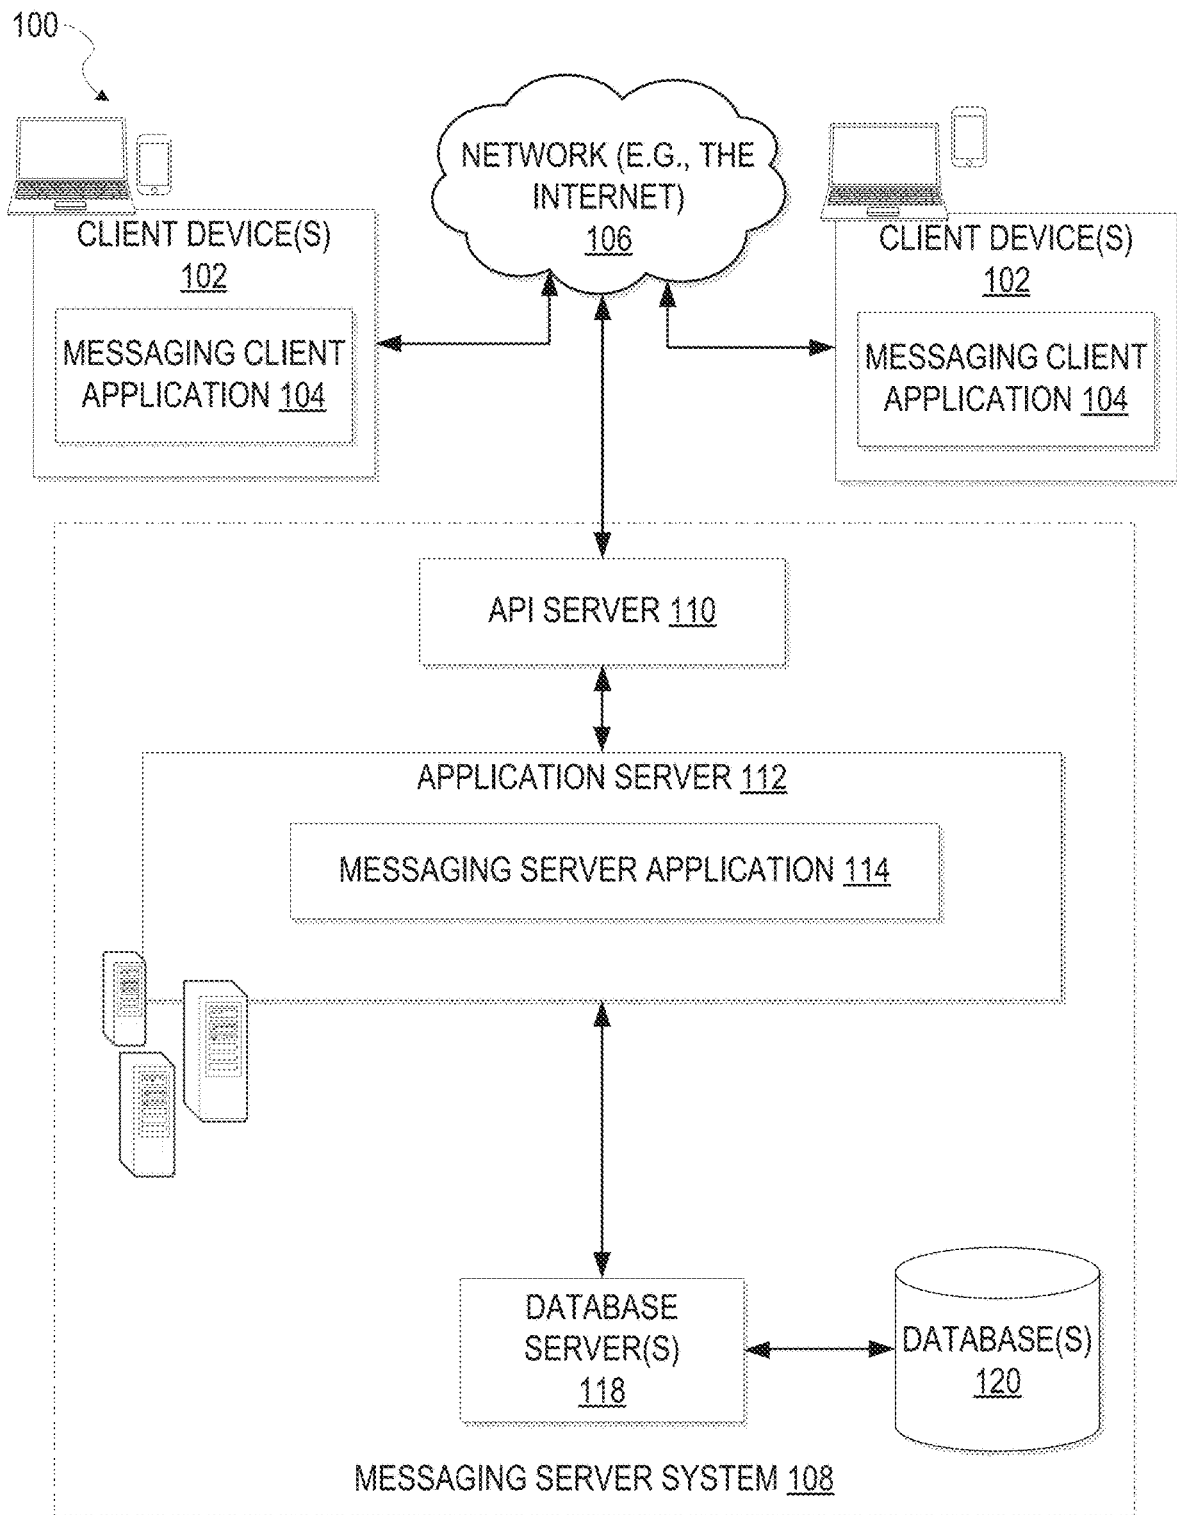 100
NETWORK (E.G., THE
INTERNET)
106
CLIENT DEVICE(S)
102
MESSAGING CLIENT
APPLICATION 104
CLIENT DEVICE(S)
102
MESSAGING CLIENT
APPLICATION 104
API SERVER 110
APPLICATION SERVER 112
MESSAGING SERVER APPLICATION 114
DATABASE
SERVER(S)
118
DATABASE(S)
120
MESSAGING SERVER SYSTEM 108